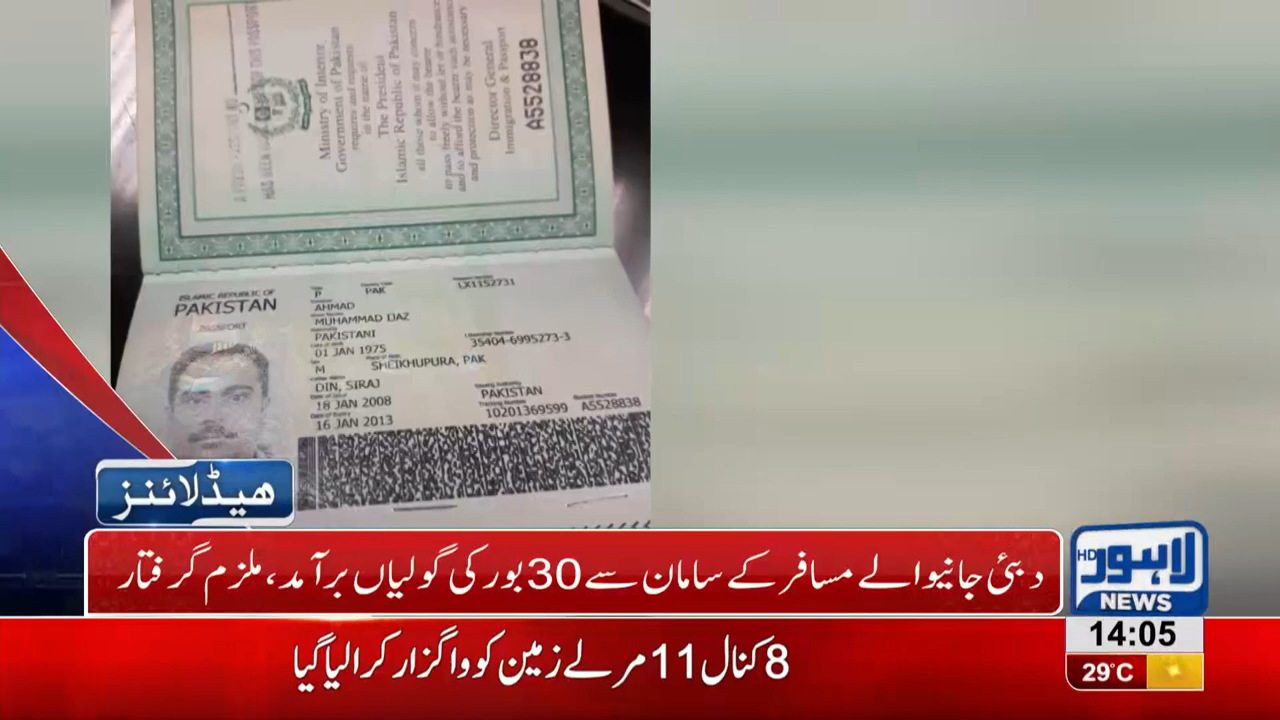 Ministry of Interior
Government of Pakistan
requires and requests
in the name of
The President
Islamic Republic of Pakistan
all those whom it may concern
to allow the bearer
to pass freely without let or hindrance
and to afford the bearer such assistance
and protection as may be necessary
Director General
Immigration & Passport
A5528838
ISLAMIC REPUBLIC OF
PAKISTAN
PASSPORT
P PAK LX1152731
AHMAD
MUHAMMAD IJAZ
PAKISTANI 35404-6995273-3
01 JAN 1975
M SHEIKHUPURA, PAK
DIN, SIRAJ
18 JAN 2008 PAKISTAN
16 JAN 2013 10201369599 A5528838
ھیڈلائنز
دبئی جانیوالے مسافر کے سامان سے 30 بور کی گولیاں برآمد، ملزم گرفتار
8 کنال 11 مرلے زمین کو واگزار کرالیا گیا
لاہور HD
NEWS
14:05
29°C